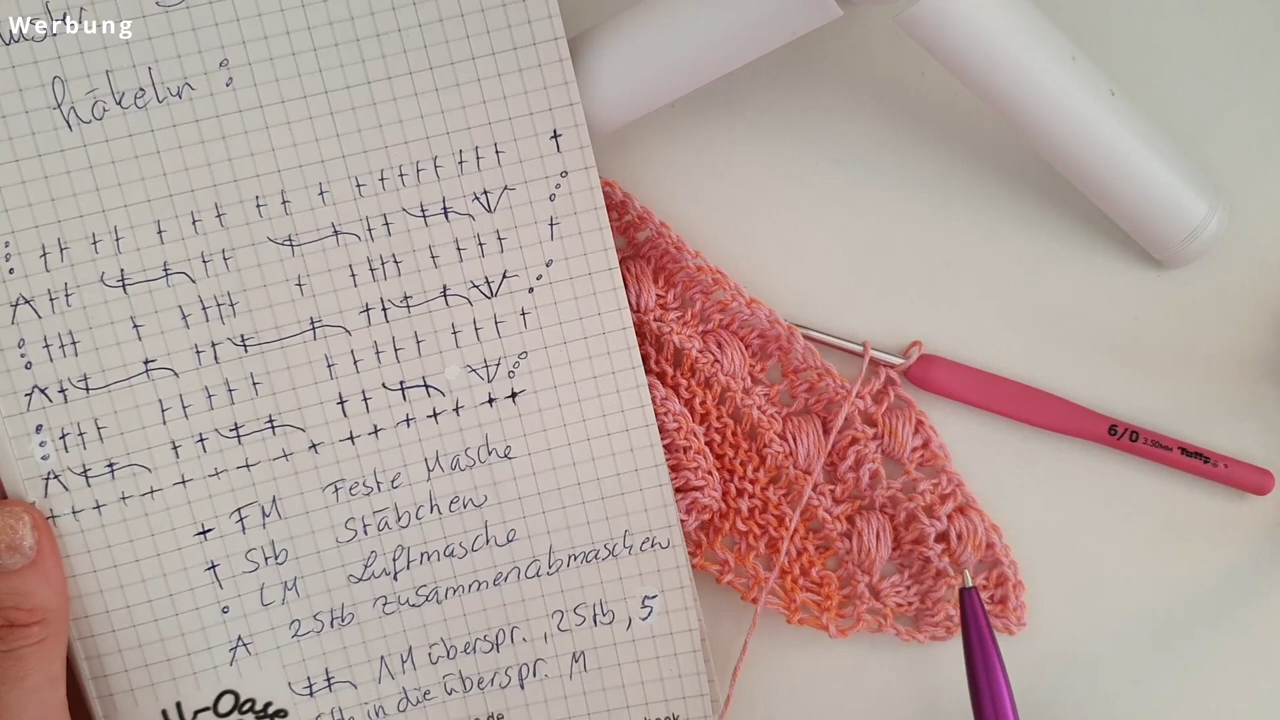 Werbung
häkeln :
+ FM Feste Masche
† Stb Stäbchen
∘ LM Luftmasche
A 2Stb zusammenabmaschen
1M überspr., 2Stb, 5
in die überspr. M
6/0 3.50MM Tulip